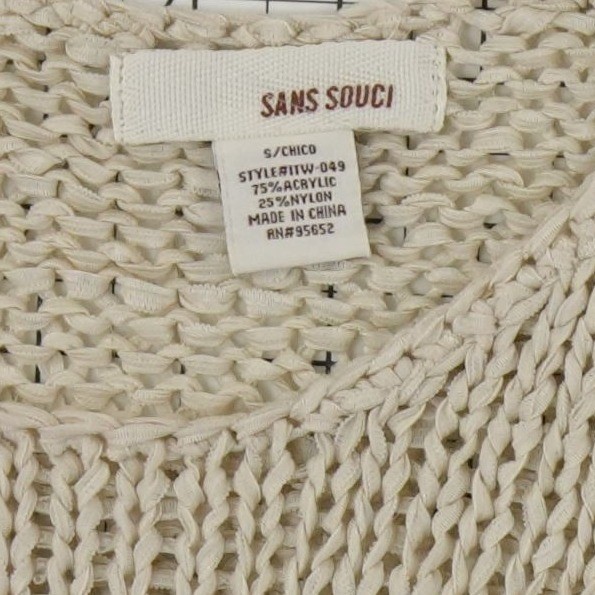 SANS SOUCI
S/CHICO
STYLE#ITW-049
75%ACRYLIC
25%NYLON
MADE IN CHINA
RN#95652